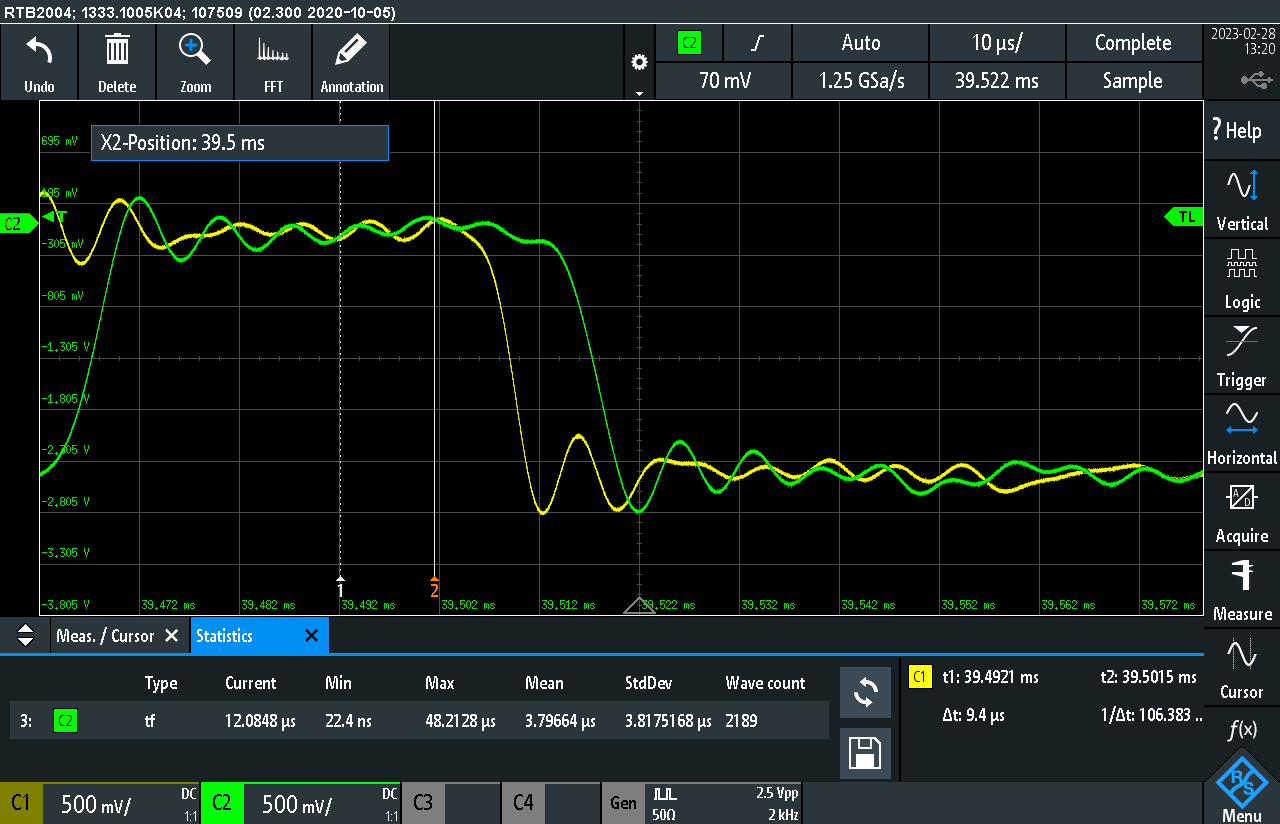 RTB2004; 1333.1005K04; 107509 (02.300 2020-10-05)
Undo
Delete
Zoom
FFT
Annotation
C2
Auto
10 µs/
Complete
70 mV
1.25 GSa/s
39.522 ms
Sample
2023-02-28
13:20
? Help
Vertical
Logic
Trigger
Horizontal
A/D
Acquire
Measure
Cursor
f(x)
R&S
Menu
X2-Position: 39.5 ms
C2
T
TL
695 mV
195 mV
-305 mV
-805 mV
-1.305 V
-1.805 V
-2.305 V
-2.805 V
-3.305 V
-3.805 V
1
2
39.472 ms
39.482 ms
39.492 ms
39.502 ms
39.512 ms
39.522 ms
39.532 ms
39.542 ms
39.552 ms
39.562 ms
39.572 ms
Meas. / Cursor
Statistics
Type Current Min Max Mean StdDev Wave count
3: C2 tf 12.0848 µs 22.4 ns 48.2128 µs 3.79664 µs 3.8175168 µs 2189
C1 t1: 39.4921 ms t2: 39.5015 ms
Δt: 9.4 µs 1/Δt: 106.383 ..
C1 500 mV/ DC 1:1
C2 500 mV/ DC 1:1
C3
C4
Gen 50Ω 2.5 Vpp 2 kHz